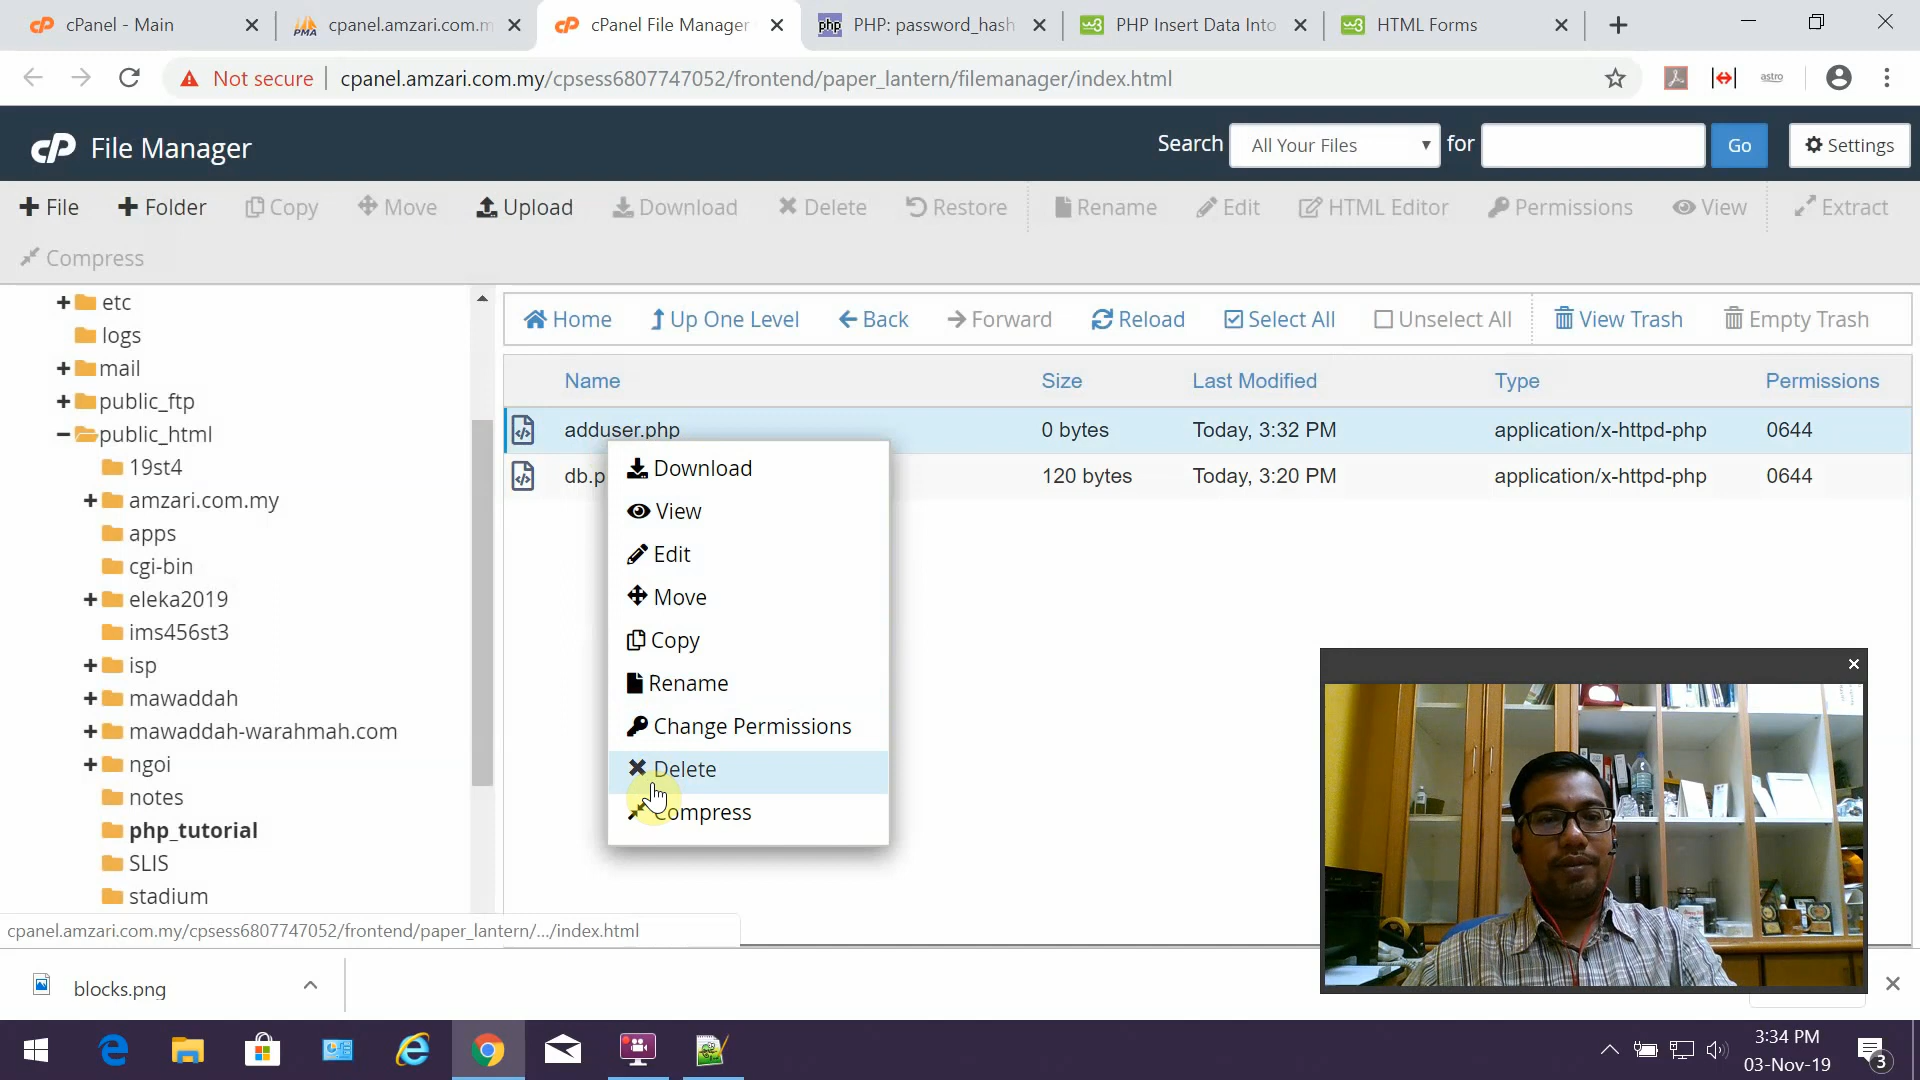 cPanel - Main
cpanel.amzari.com.m
cPanel File Manager
PHP: password_hash
PHP Insert Data Into
HTML Forms
Not secure
cpanel.amzari.com.my/cpsess6807747052/frontend/paper_lantern/filemanager/index.html
astro
cP File Manager
Search
All Your Files
for
Go
Settings
File
Folder
Copy
Move
Upload
Download
Delete
Restore
Rename
Edit
HTML Editor
Permissions
View
Extract
Compress
etc
logs
mail
public_ftp
public_html
19st4
amzari.com.my
apps
cgi-bin
eleka2019
ims456st3
isp
mawaddah
mawaddah-warahmah.com
ngoi
notes
php_tutorial
SLIS
stadium
Home
Up One Level
Back
Forward
Reload
Select All
Unselect All
View Trash
Empty Trash
Name Size Last Modified Type Permissions
adduser.php 0 bytes Today, 3:32 PM application/x-httpd-php 0644
db.p 120 bytes Today, 3:20 PM application/x-httpd-php 0644
Download
View
Edit
Move
Copy
Rename
Change Permissions
Delete
Compress
cpanel.amzari.com.my/cpsess6807747052/frontend/paper_lantern/.../index.html
blocks.png
3:34 PM
03-Nov-19
3